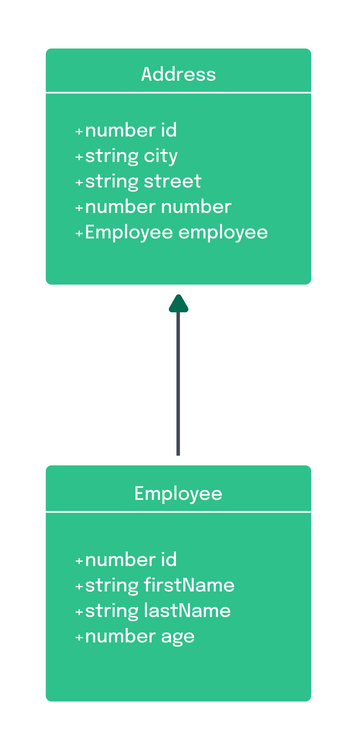 Address
+number id
+string city
+string street
+number number
+Employee employee
Employee
+number id
+string firstName
+string lastName
+number age